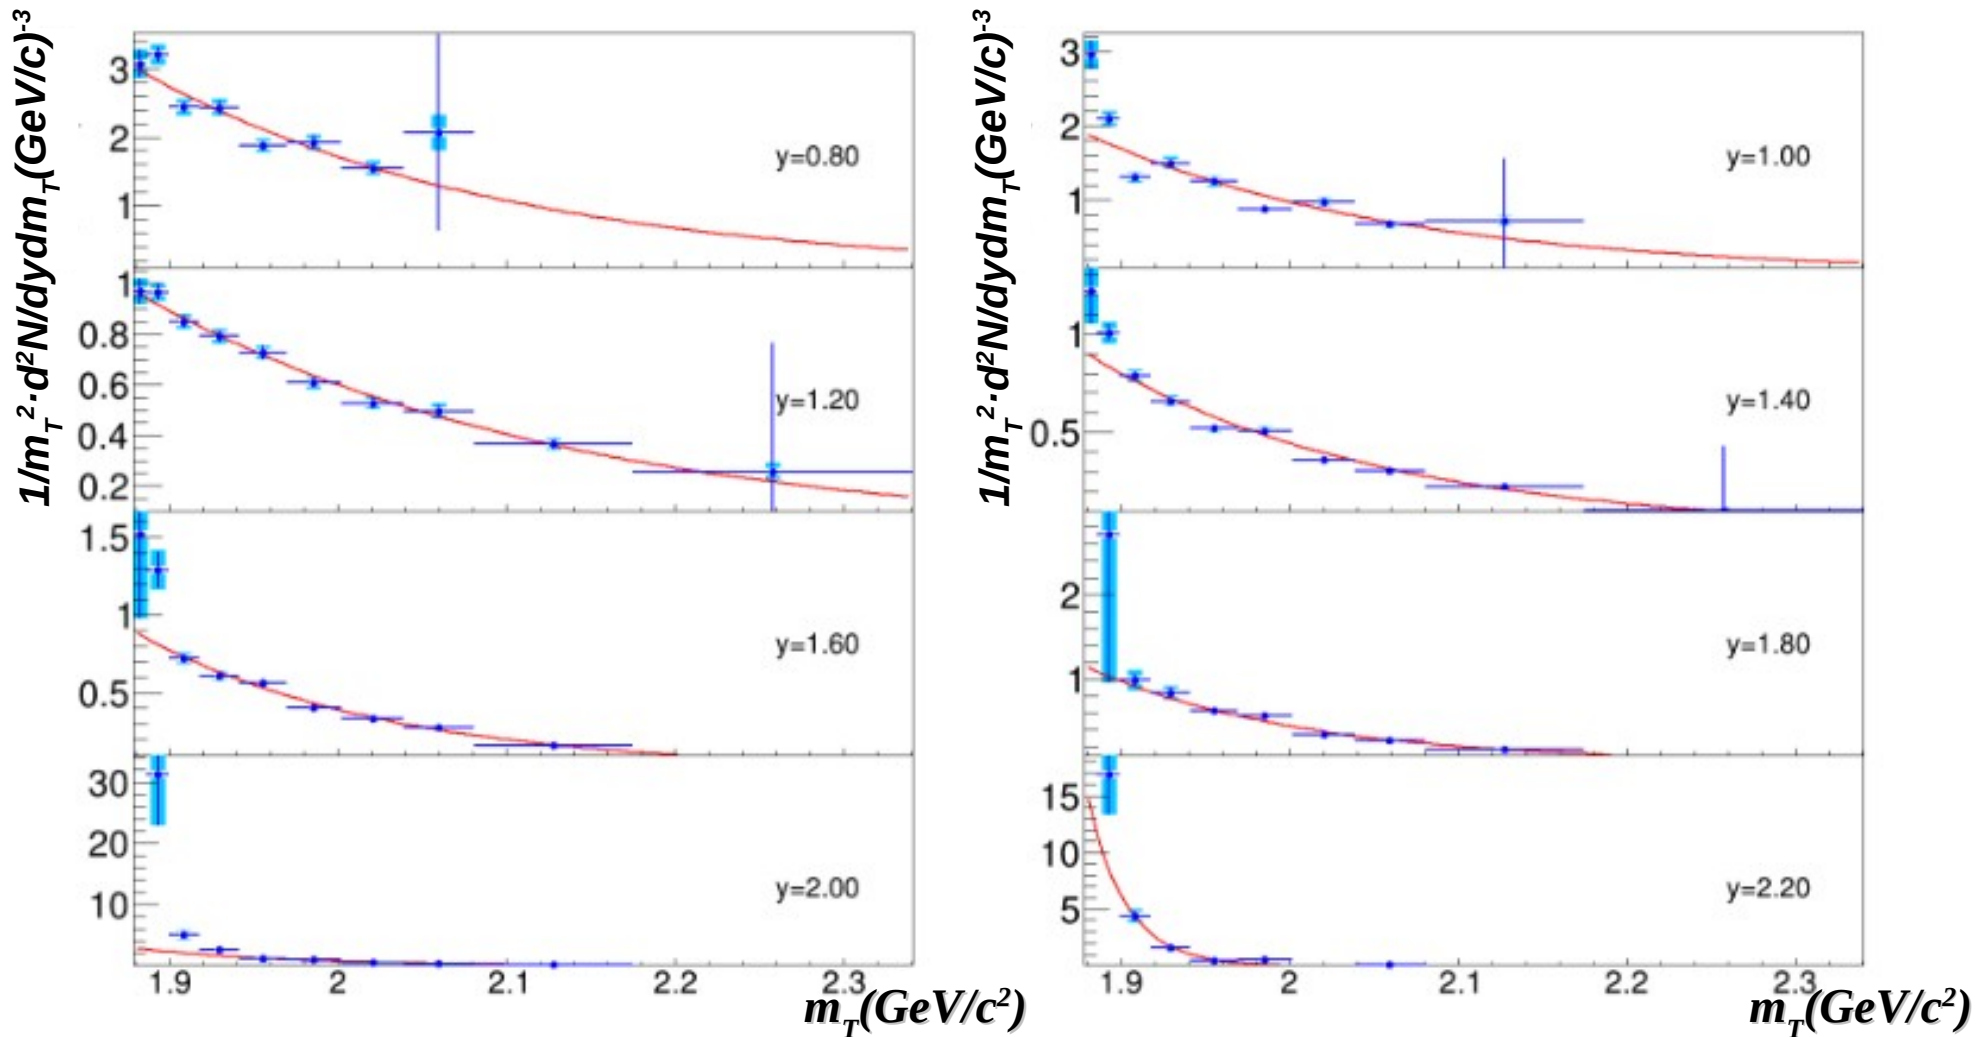 1/m_T^2·d^2N/dydm_T(GeV/c)^-3
3
2
1
y=0.80
1
0.8
0.6
0.4
0.2
y=1.20
1.5
1
0.5
y=1.60
30
20
10
y=2.00
1.9 2 2.1 2.2 2.3
m_T(GeV/c^2)
1/m_T^2·d^2N/dydm_T(GeV/c)^-3
3
2
1
y=1.00
1
0.5
y=1.40
2
1
y=1.80
15
10
5
y=2.20
1.9 2 2.1 2.2 2.3
m_T(GeV/c^2)